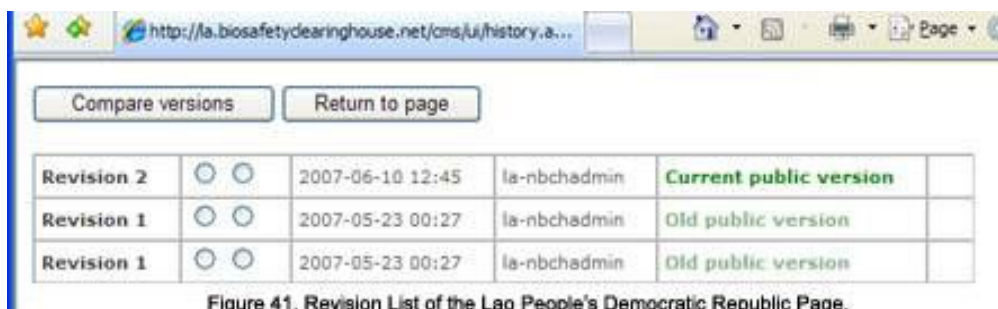 http://la.biosafetyclearinghouse.net/cms/ui/history.a... Page
Compare versions Return to page
Revision 2 2007-06-10 12:45 la-nbchadmin Current public version
Revision 1 2007-05-23 00:27 la-nbchadmin Old public version
Revision 1 2007-05-23 00:27 la-nbchadmin Old public version
Figure 41. Revision List of the Lao People's Democratic Republic Page.